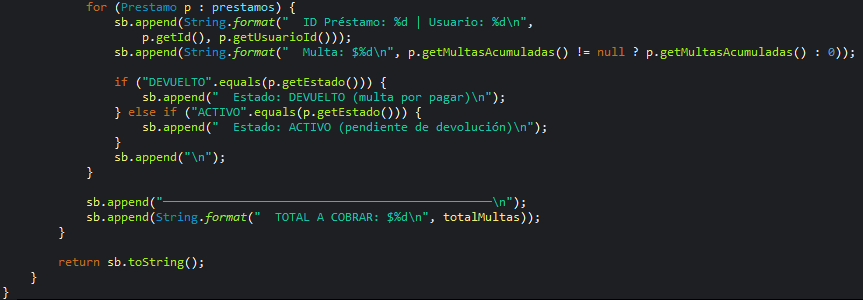 for (Prestamo p : prestamos) {
sb.append(String.format("  ID Préstamo: %d | Usuario: %d\n",
p.getId(), p.getUsuarioId()));
sb.append(String.format("  Multa: $%d\n", p.getMultasAcumuladas() != null ? p.getMultasAcumuladas() : 0));
if ("DEVUELTO".equals(p.getEstado())) {
sb.append("  Estado: DEVUELTO (multa por pagar)\n");
} else if ("ACTIVO".equals(p.getEstado())) {
sb.append("  Estado: ACTIVO (pendiente de devolución)\n");
}
sb.append("\n");
}
sb.append("───────────────────────────────────────────────\n");
sb.append(String.format("  TOTAL A COBRAR: $%d\n", totalMultas));
}
return sb.toString();
}
}